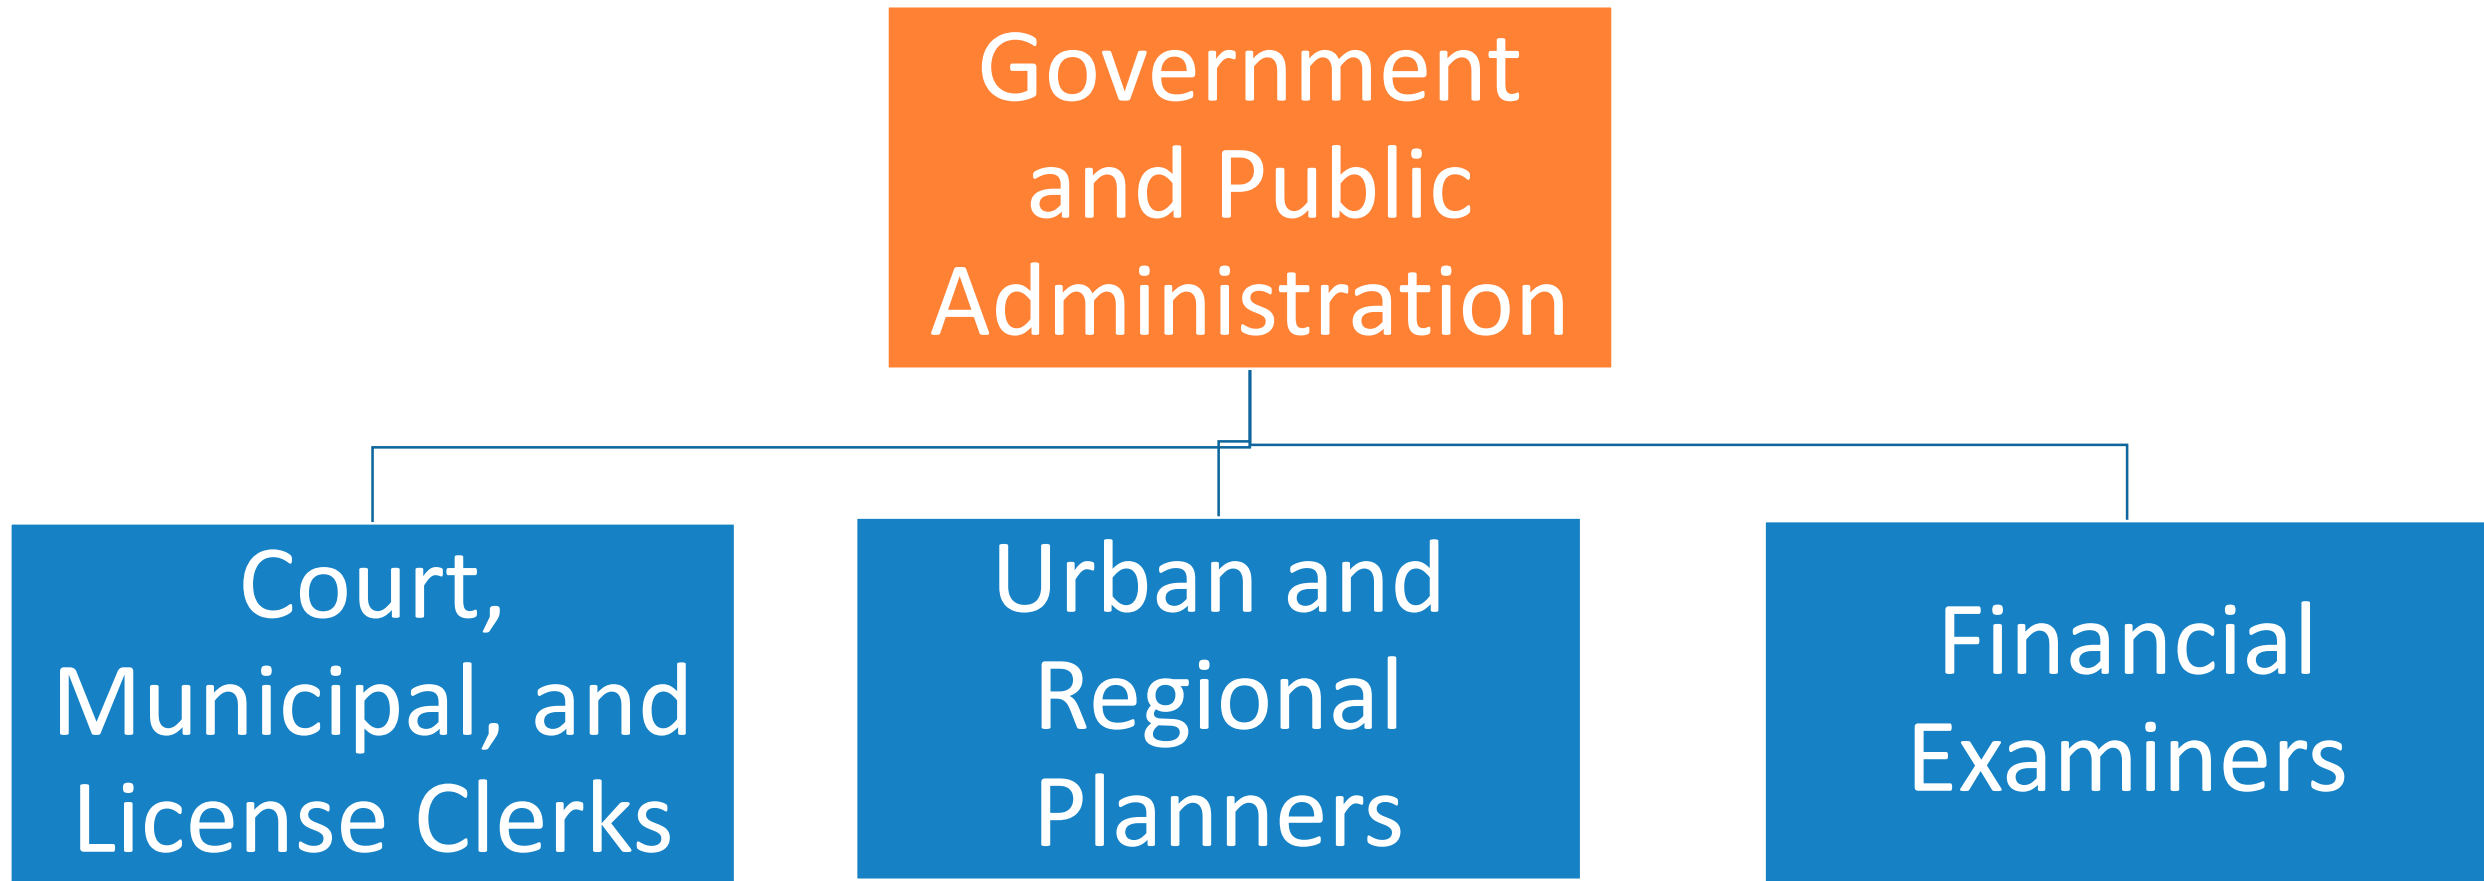 Government
and Public
Administration
Court,
Municipal, and
License Clerks
Urban and
Regional
Planners
Financial
Examiners